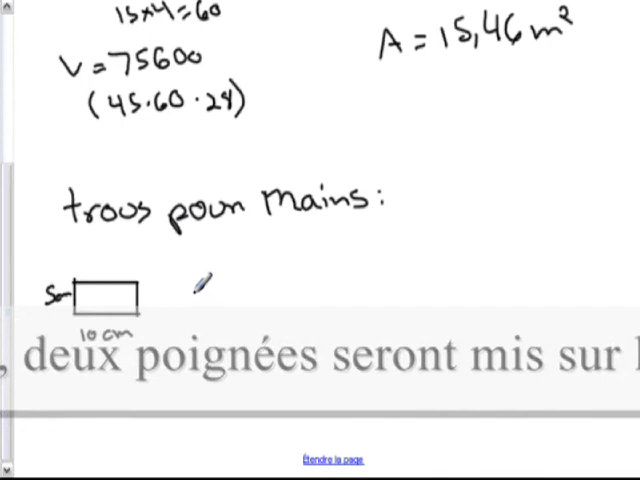 15x4=60
A = 15,46 m²
V = 75600
(45.60.28)
trous pour mains:
10 cm
, deux poignées seront mis sur l
Étendre la page